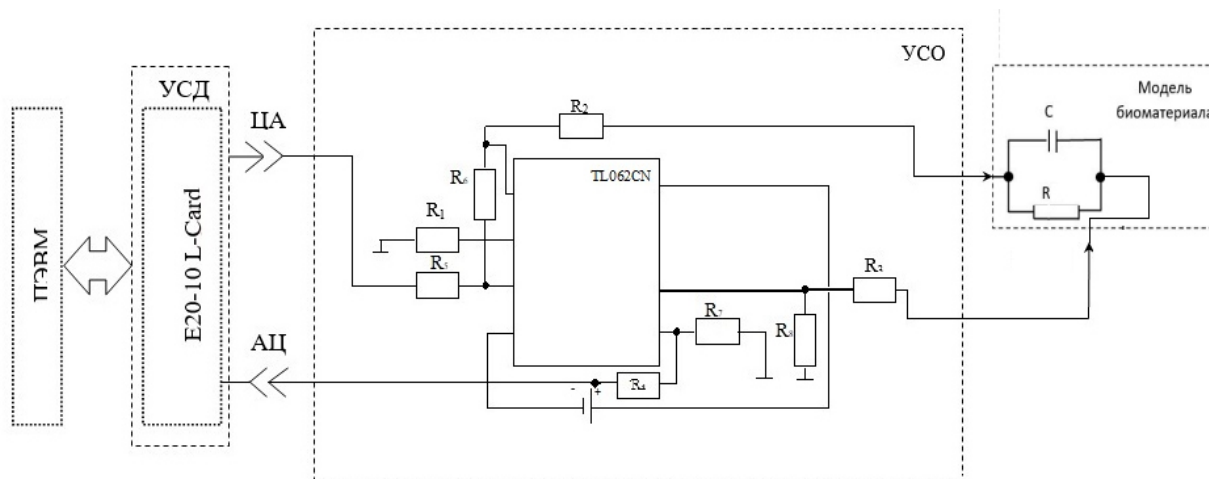 УСО
УСД
ЦА
АЦ
ПЭВМ
E20-10 L-Card
R2
R6
TL062CN
R1
R5
R3
R7
R8
R4
- +
Модель
биоматериала
C
R